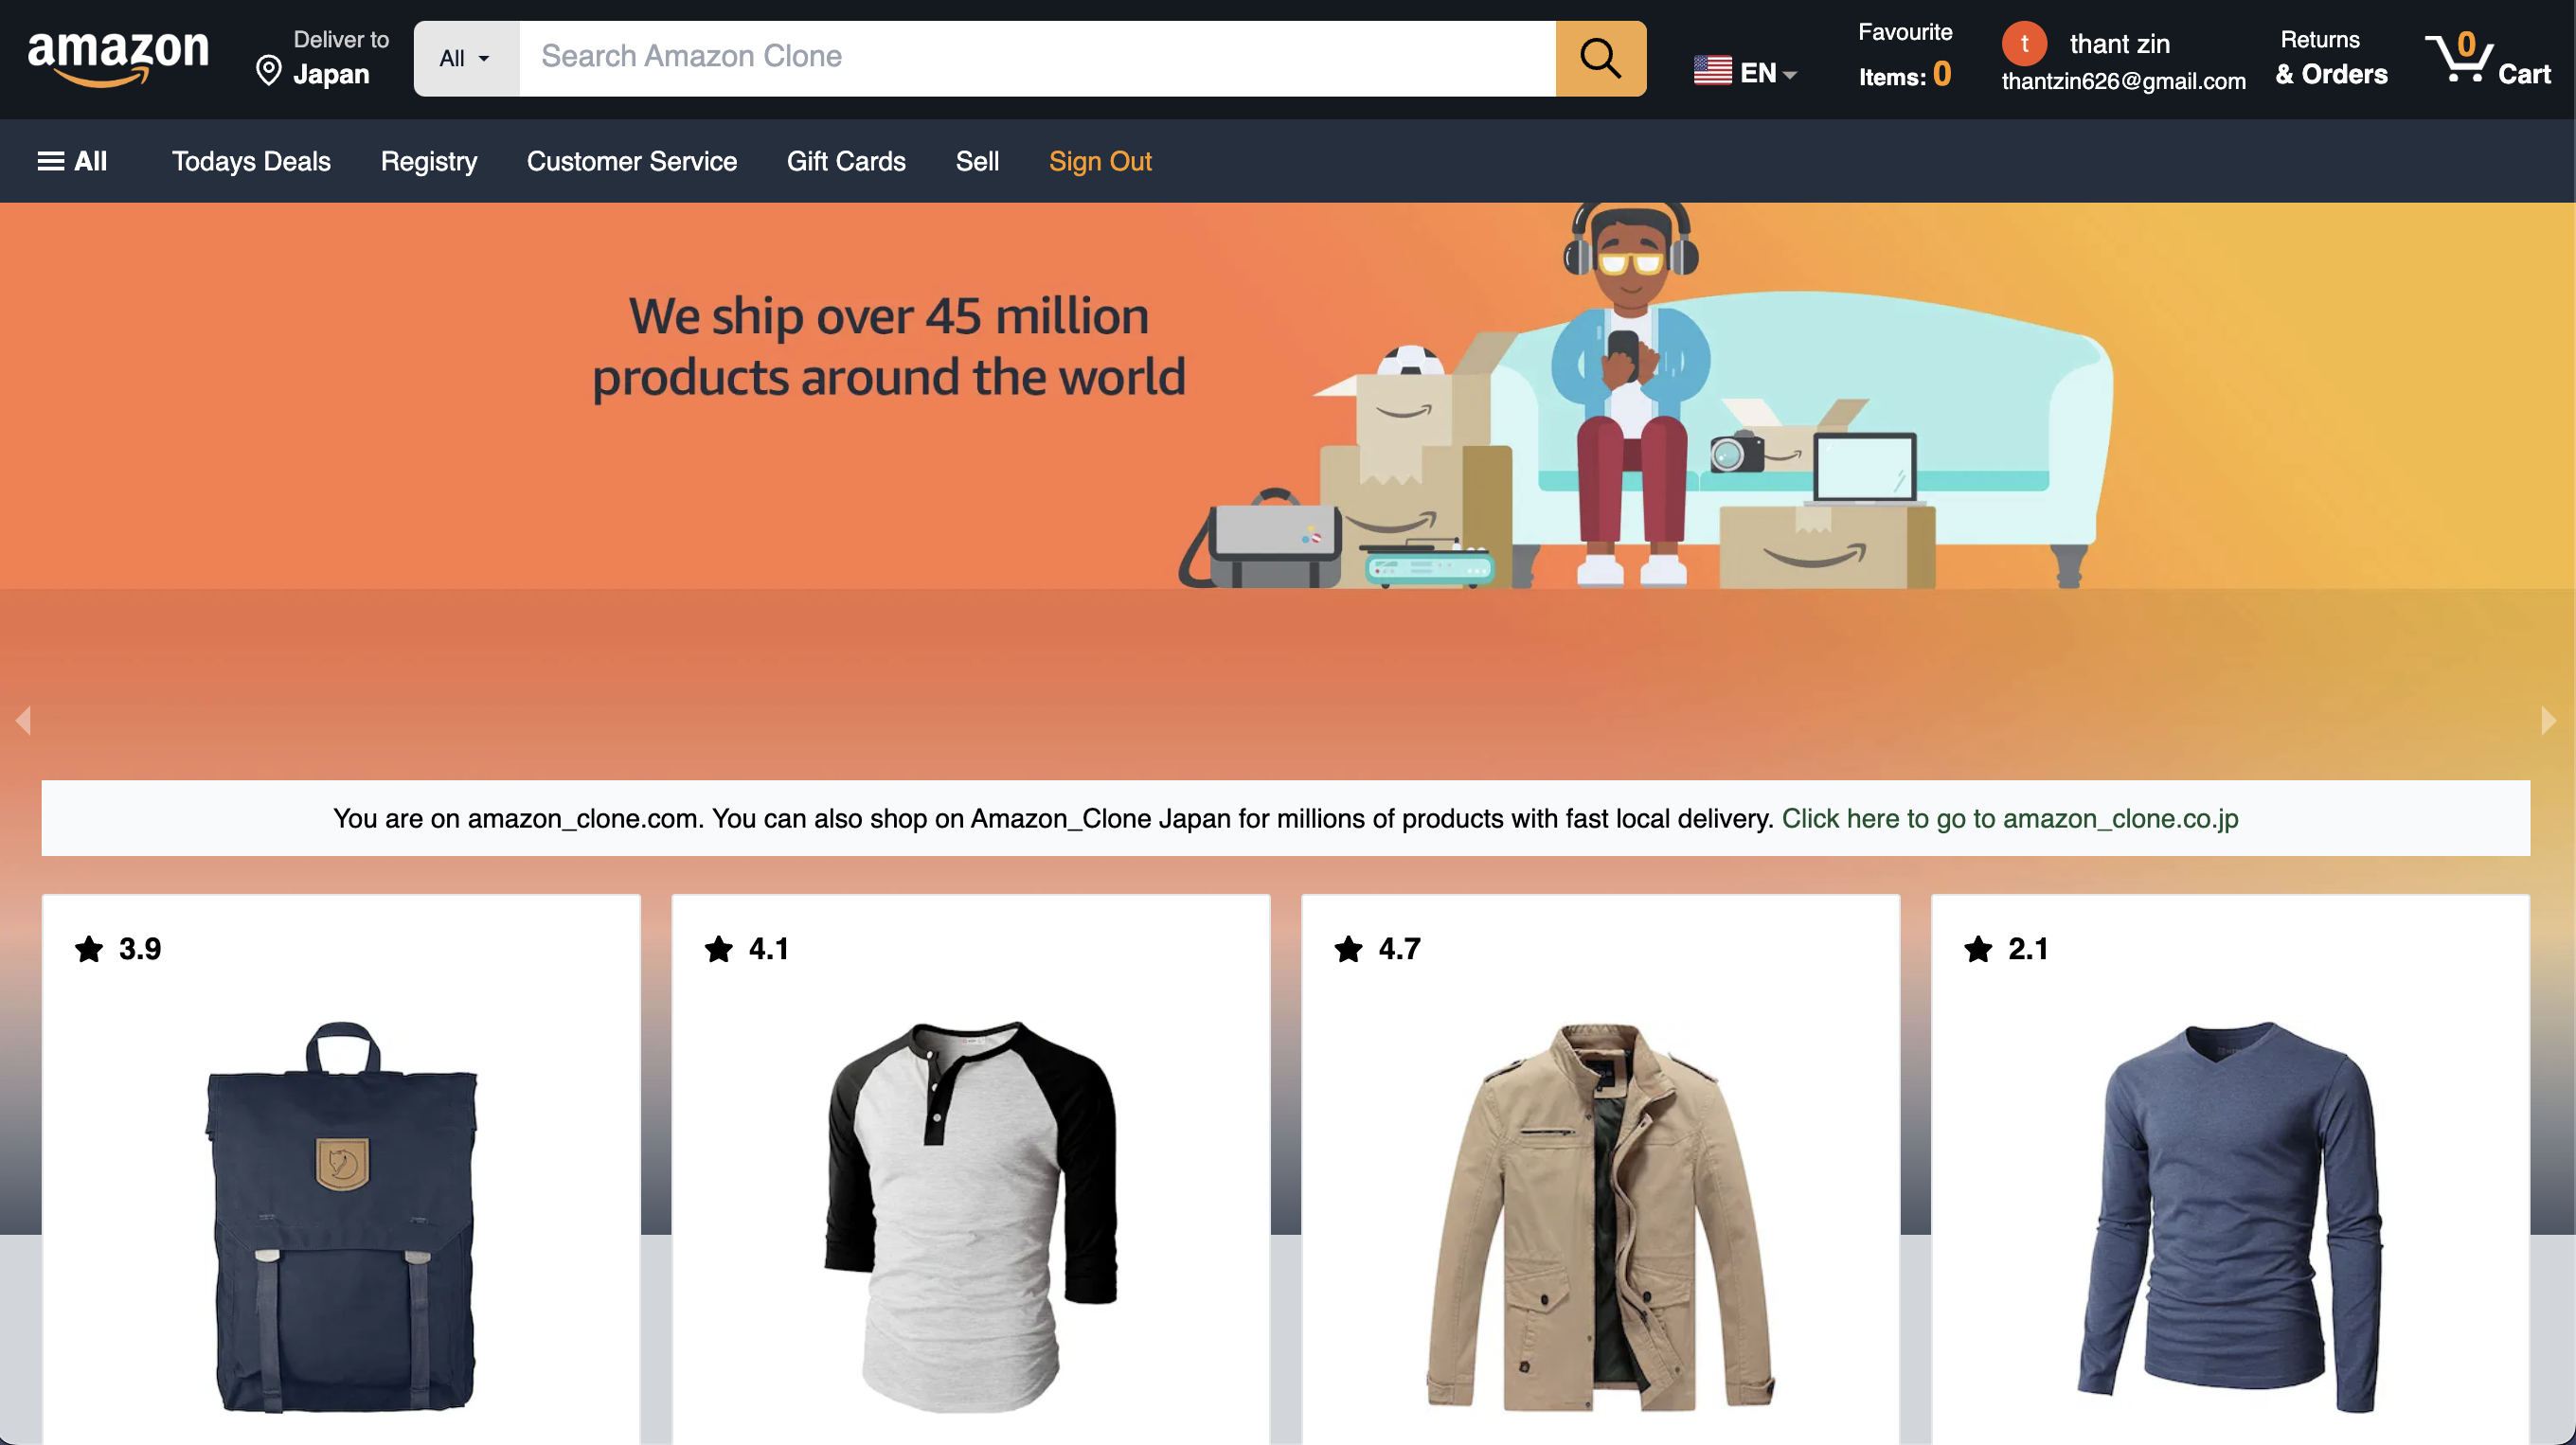 amazon
Deliver to
Japan
All
Search Amazon Clone
EN
Favourite
Items: 0
t
thant zin
thantzin626@gmail.com
Returns
& Orders
0
Cart
All
Todays Deals
Registry
Customer Service
Gift Cards
Sell
Sign Out
We ship over 45 million
products around the world
You are on amazon_clone.com. You can also shop on Amazon_Clone Japan for millions of products with fast local delivery. Click here to go to amazon_clone.co.jp
3.9
4.1
4.7
2.1